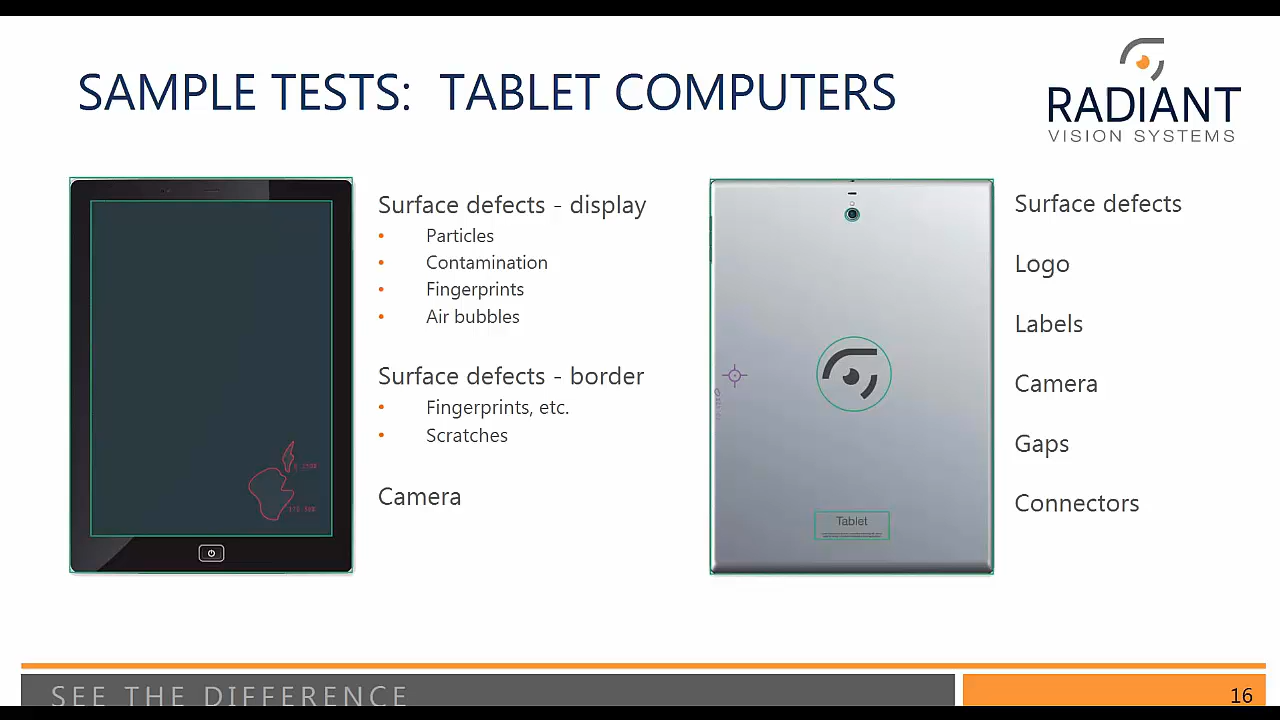 SAMPLE TESTS: TABLET COMPUTERS
RADIANT
VISION SYSTEMS
Surface defects - display
• Particles
• Contamination
• Fingerprints
• Air bubbles
Surface defects - border
• Fingerprints, etc.
• Scratches
Camera
Tablet
Surface defects
Logo
Labels
Camera
Gaps
Connectors
SEE THE DIFFERENCE
16